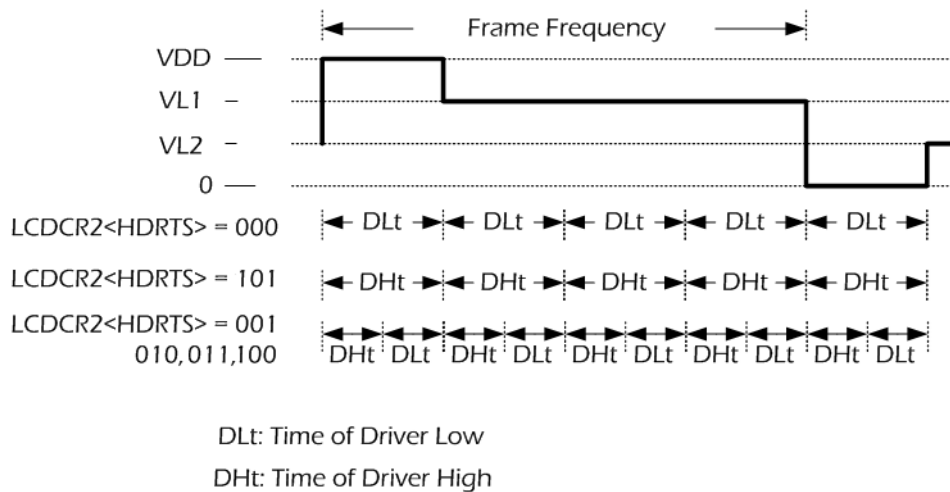 Frame Frequency
VDD
VL1
VL2
0
LCDCR2<HDRTS> = 000 DLt DLt DLt DLt DLt
LCDCR2<HDRTS> = 101 DHt DHt DHt DHt DHt
LCDCR2<HDRTS> = 001
010,011,100 DHt DLt DHt DLt DHt DLt DHt DLt DHt DLt
DLt: Time of Driver Low
DHt: Time of Driver High